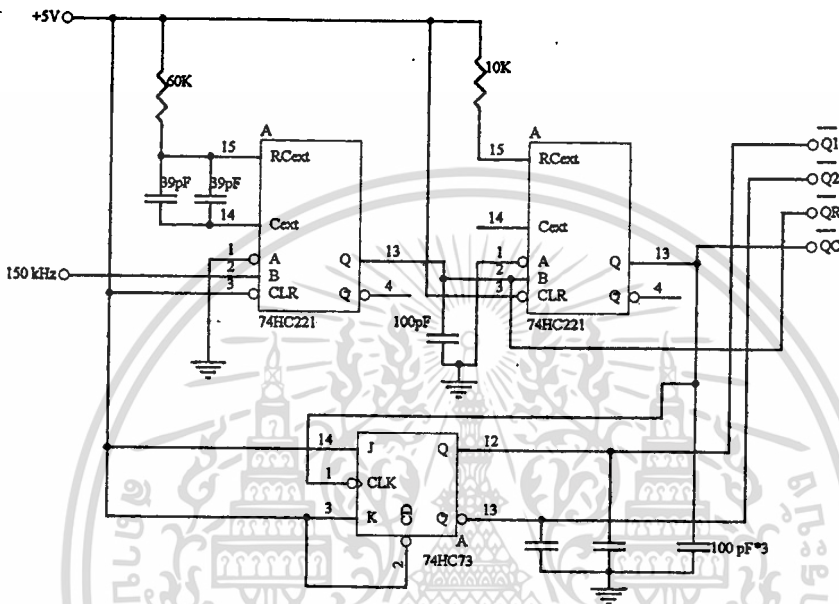 +5V
60K
10K
A
A
15
RCext
15
RCext
39pF
39pF
14
Cext
14
Cext
1
A
Q
13
1
A
Q
13
150 kHz
2
B
2
B
3
CLR
Q
4
3
CLR
Q
4
74HC221
100pF
74HC221
Q1
Q2
QR
QC
14
J
Q
12
1
CLK
3
K
CD
Q
13
A
2
74HC73
100 pF*3